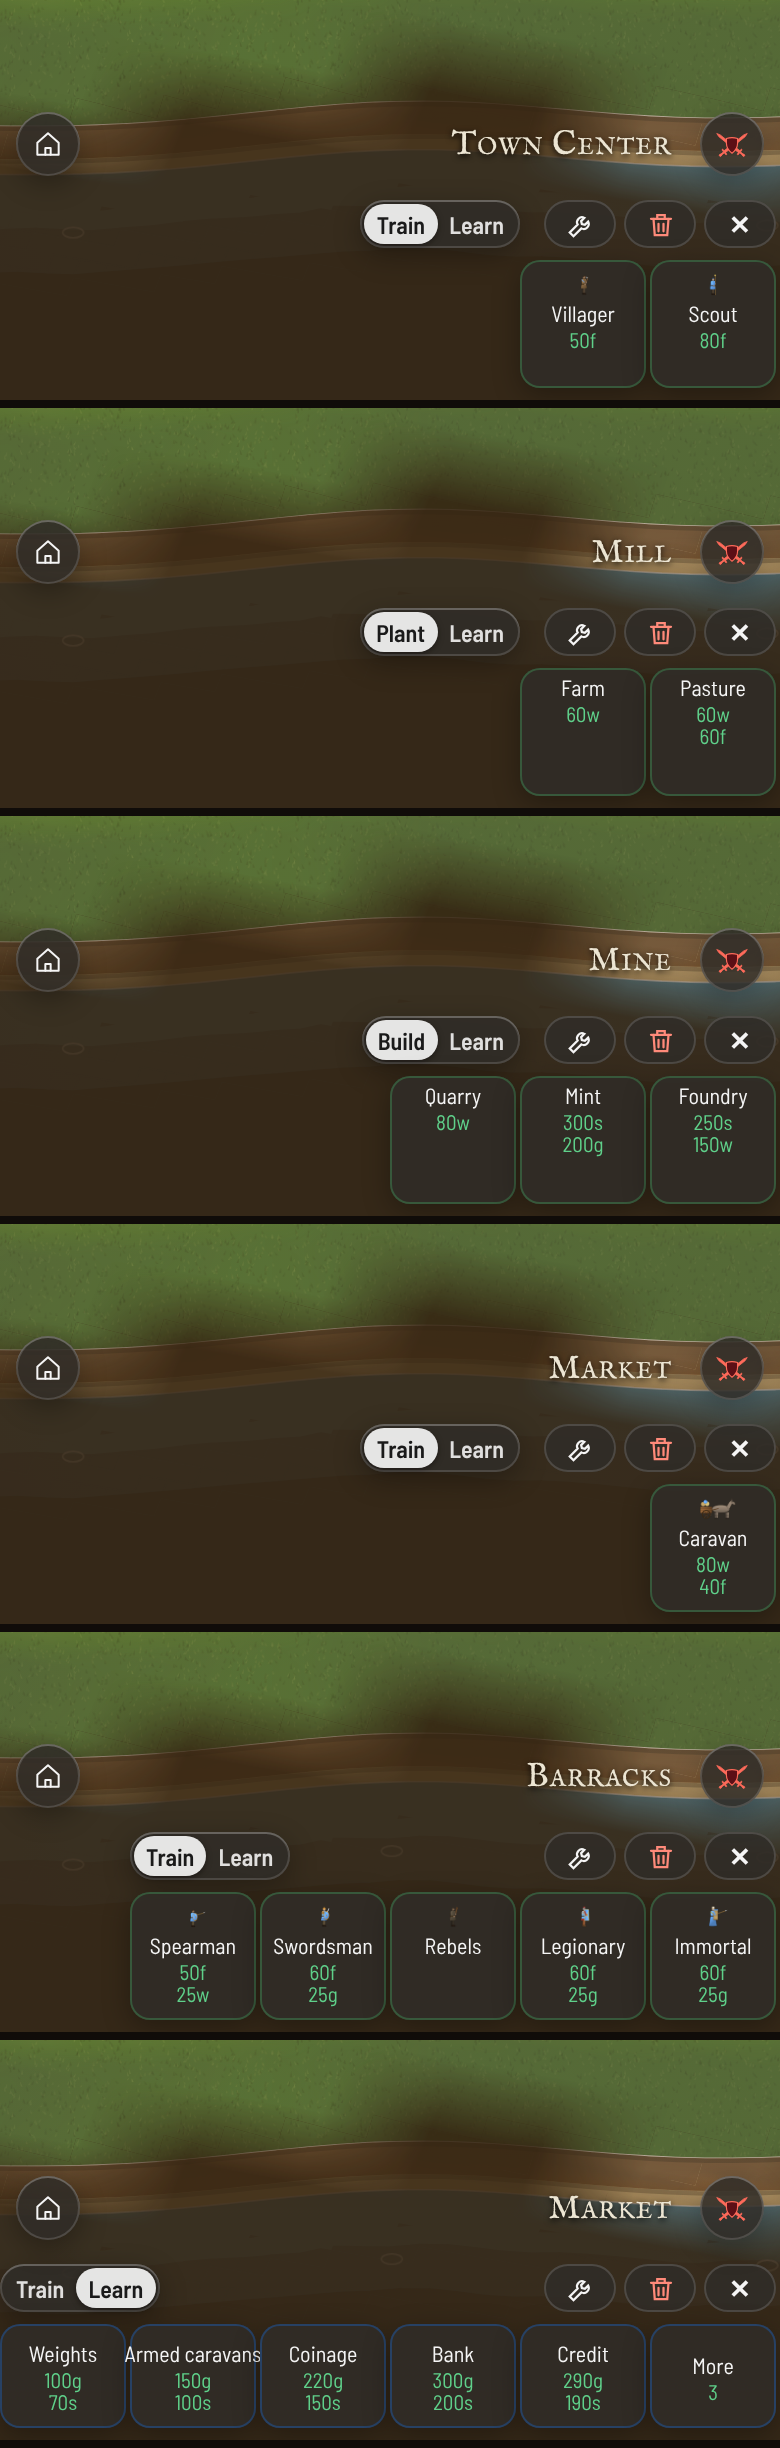 Town Center
Train Learn
Villager Scout
50f 80f
Mill
Plant Learn
Farm Pasture
60w 60w
60f
Mine
Build Learn
Quarry Mint Foundry
80w 300s 250s
200g 150w
Market
Train Learn
Caravan
80w
40f
Barracks
Train Learn
Spearman Swordsman Rebels Legionary Immortal
50f 60f 60f 60f
25w 25g 25g 25g
Market
Train Learn
Weights Armed caravans Coinage Bank Credit More
100g 150g 220g 300g 290g 3
70s 100s 150s 200s 190s